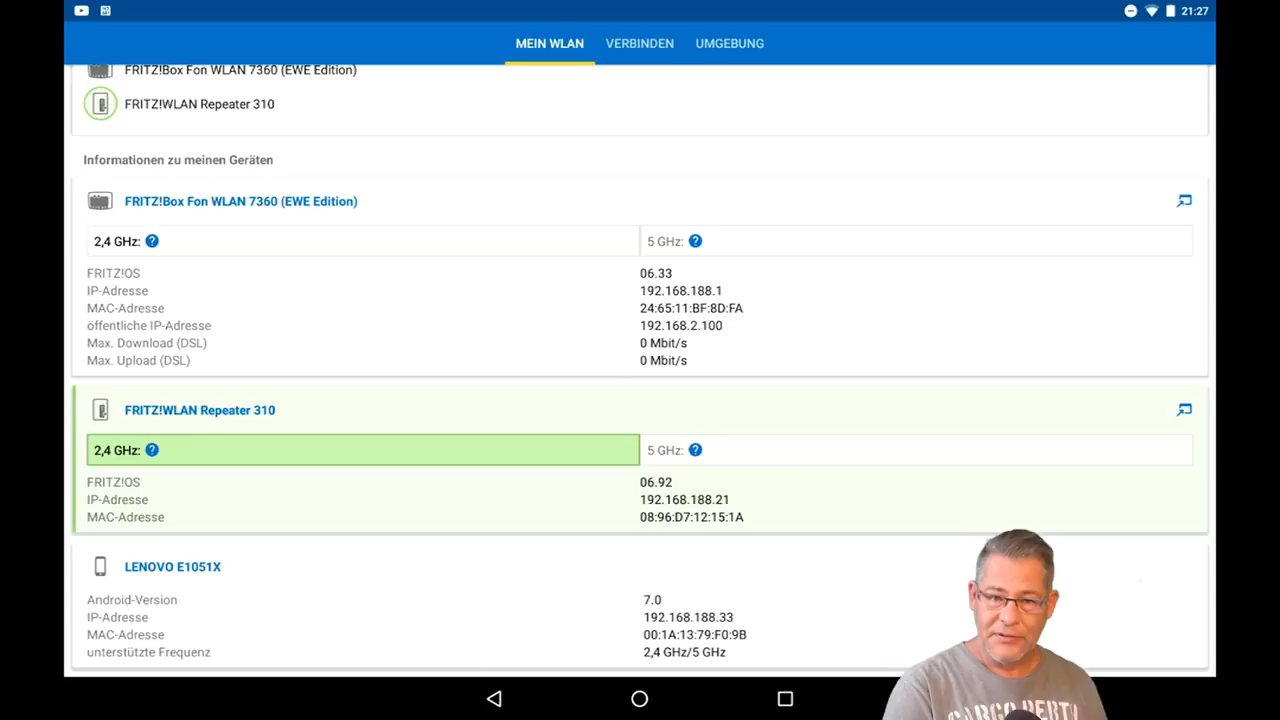 21:27
MEIN WLAN VERBINDEN UMGEBUNG
FRITZ!Box Fon WLAN 7360 (EWE Edition)
FRITZ!WLAN Repeater 310
Informationen zu meinen Geräten
FRITZ!Box Fon WLAN 7360 (EWE Edition)
2,4 GHz: ? 5 GHz: ?
FRITZ!OS 06.33
IP-Adresse 192.168.188.1
MAC-Adresse 24:65:11:BF:8D:FA
öffentliche IP-Adresse 192.168.2.100
Max. Download (DSL) 0 Mbit/s
Max. Upload (DSL) 0 Mbit/s
FRITZ!WLAN Repeater 310
2,4 GHz: ? 5 GHz: ?
FRITZ!OS 06.92
IP-Adresse 192.168.188.21
MAC-Adresse 08:96:D7:12:15:1A
LENOVO E1051X
Android-Version 7.0
IP-Adresse 192.168.188.33
MAC-Adresse 00:1A:13:79:F0:9B
unterstützte Frequenz 2,4 GHz/5 GHz